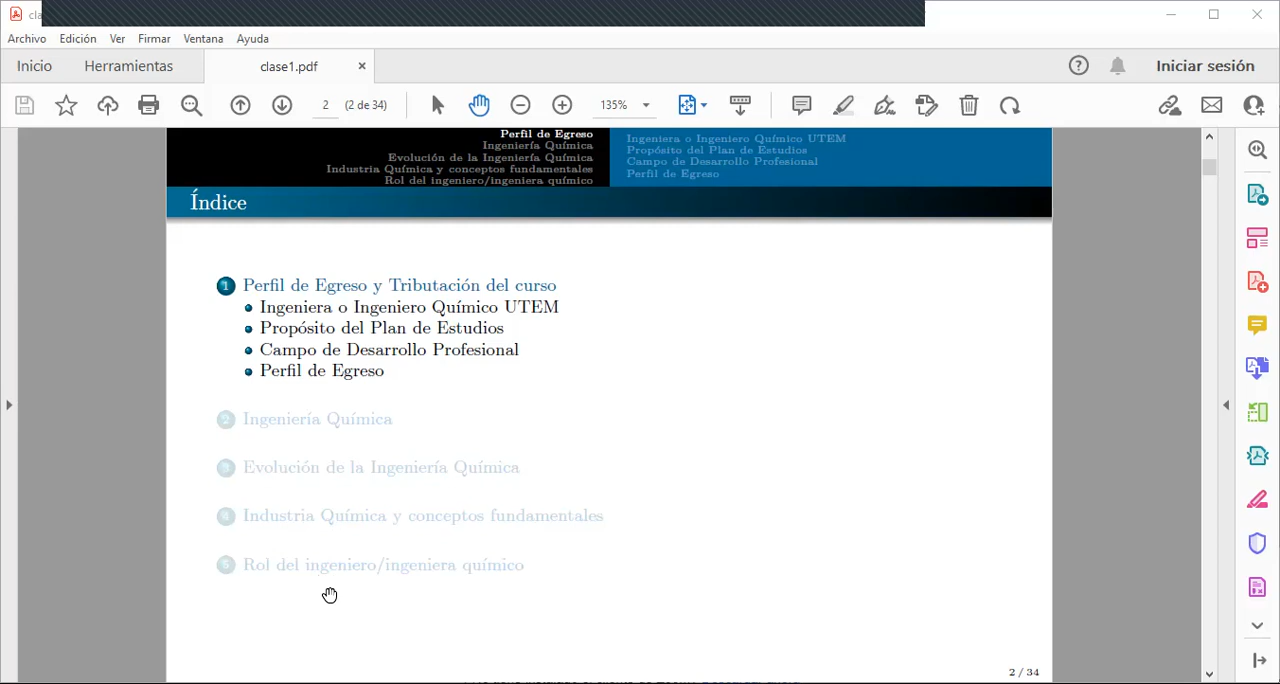 cla
Archivo Edición Ver Firmar Ventana Ayuda
Inicio Herramientas clase1.pdf Iniciar sesión
2 (2 de 34) 135%
Perfil de Egreso
Ingeniería Química
Evolución de la Ingeniería Química
Industria Química y conceptos fundamentales
Rol del ingeniero/ingeniera químico
Ingeniera o Ingeniero Químico UTEM
Propósito del Plan de Estudios
Campo de Desarrollo Profesional
Perfil de Egreso
Índice
1 Perfil de Egreso y Tributación del curso
Ingeniera o Ingeniero Químico UTEM
Propósito del Plan de Estudios
Campo de Desarrollo Profesional
Perfil de Egreso
2 Ingeniería Química
3 Evolución de la Ingeniería Química
4 Industria Química y conceptos fundamentales
5 Rol del ingeniero/ingeniera químico
2 / 34